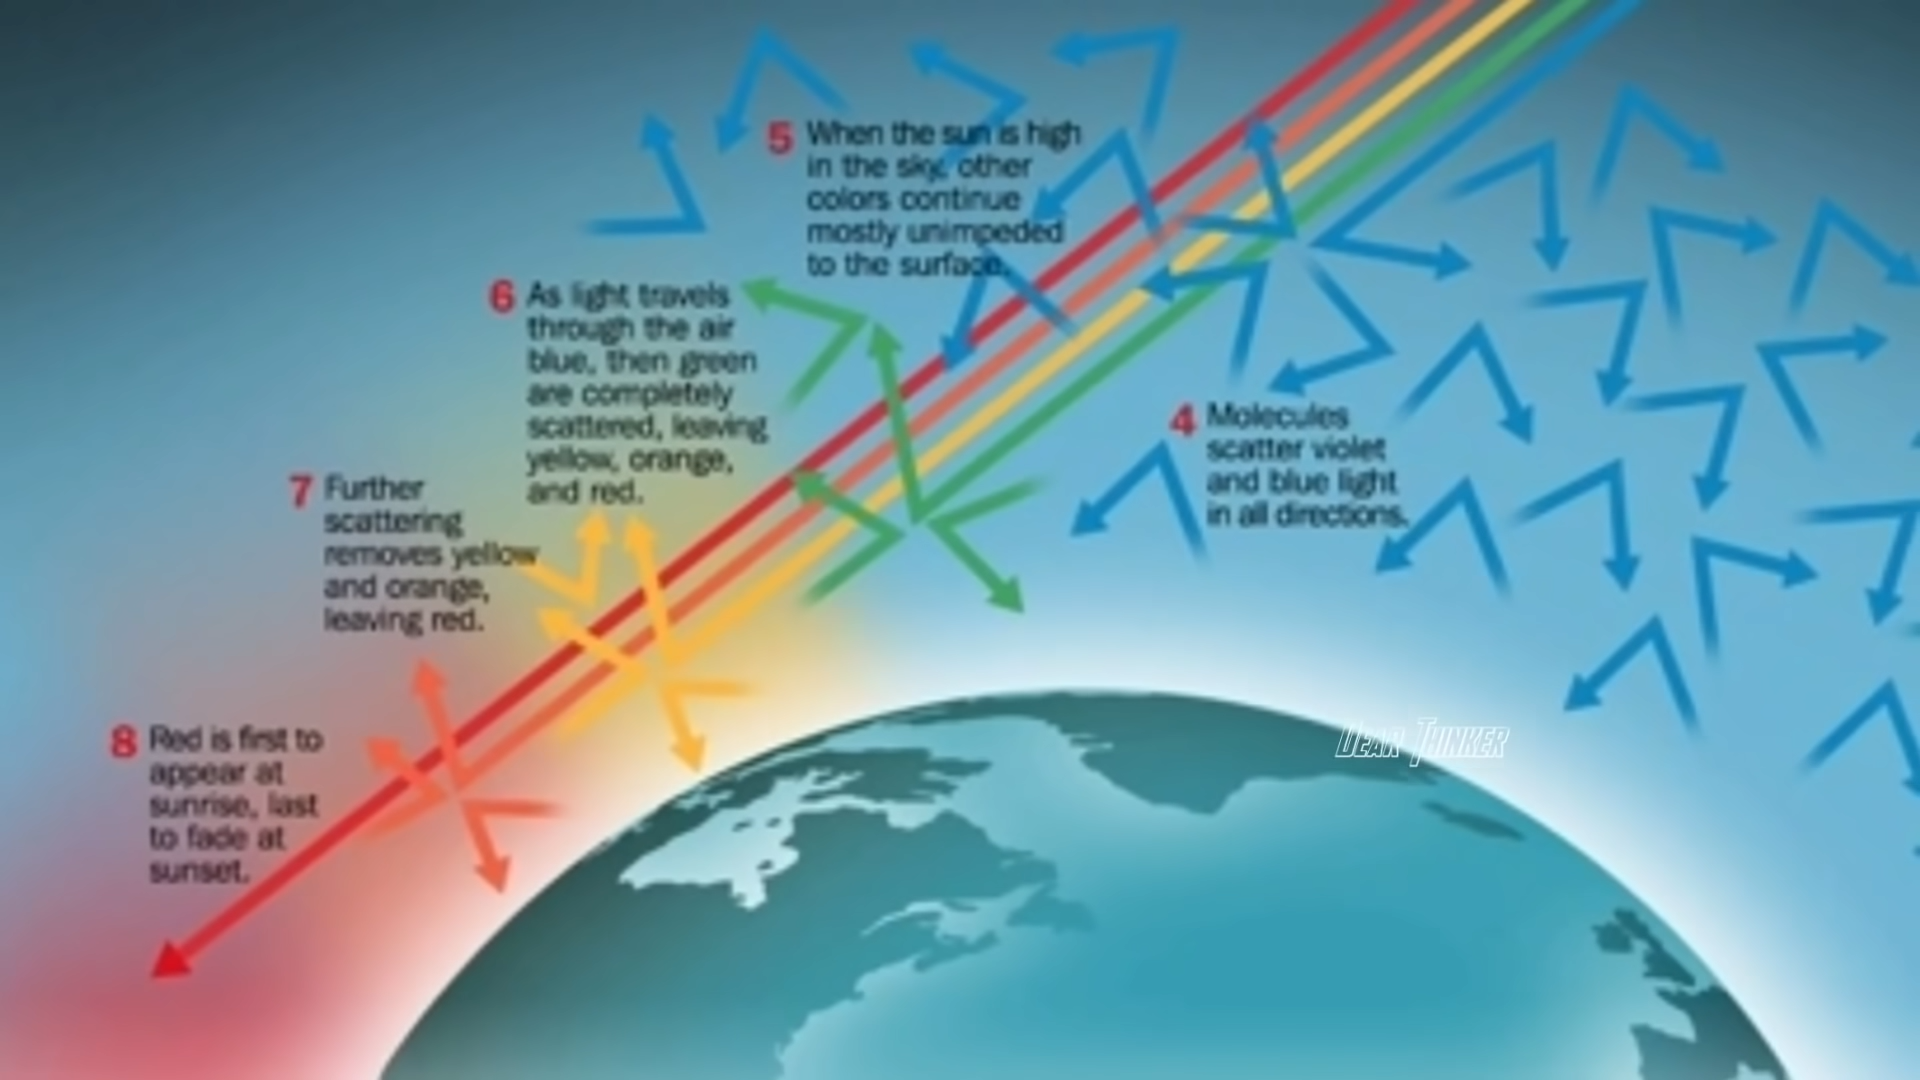 5 When the sun is high
in the sky, other
colors continue
mostly unimpeded
to the surface.
6 As light travels
through the air
blue, then green
are completely
scattered, leaving
yellow, orange,
and red.
4 Molecules
scatter violet
and blue light
in all directions.
7 Further
scattering
removes yellow
and orange,
leaving red.
8 Red is first to
appear at
sunrise, last
to fade at
sunset.
DEAR THINKER